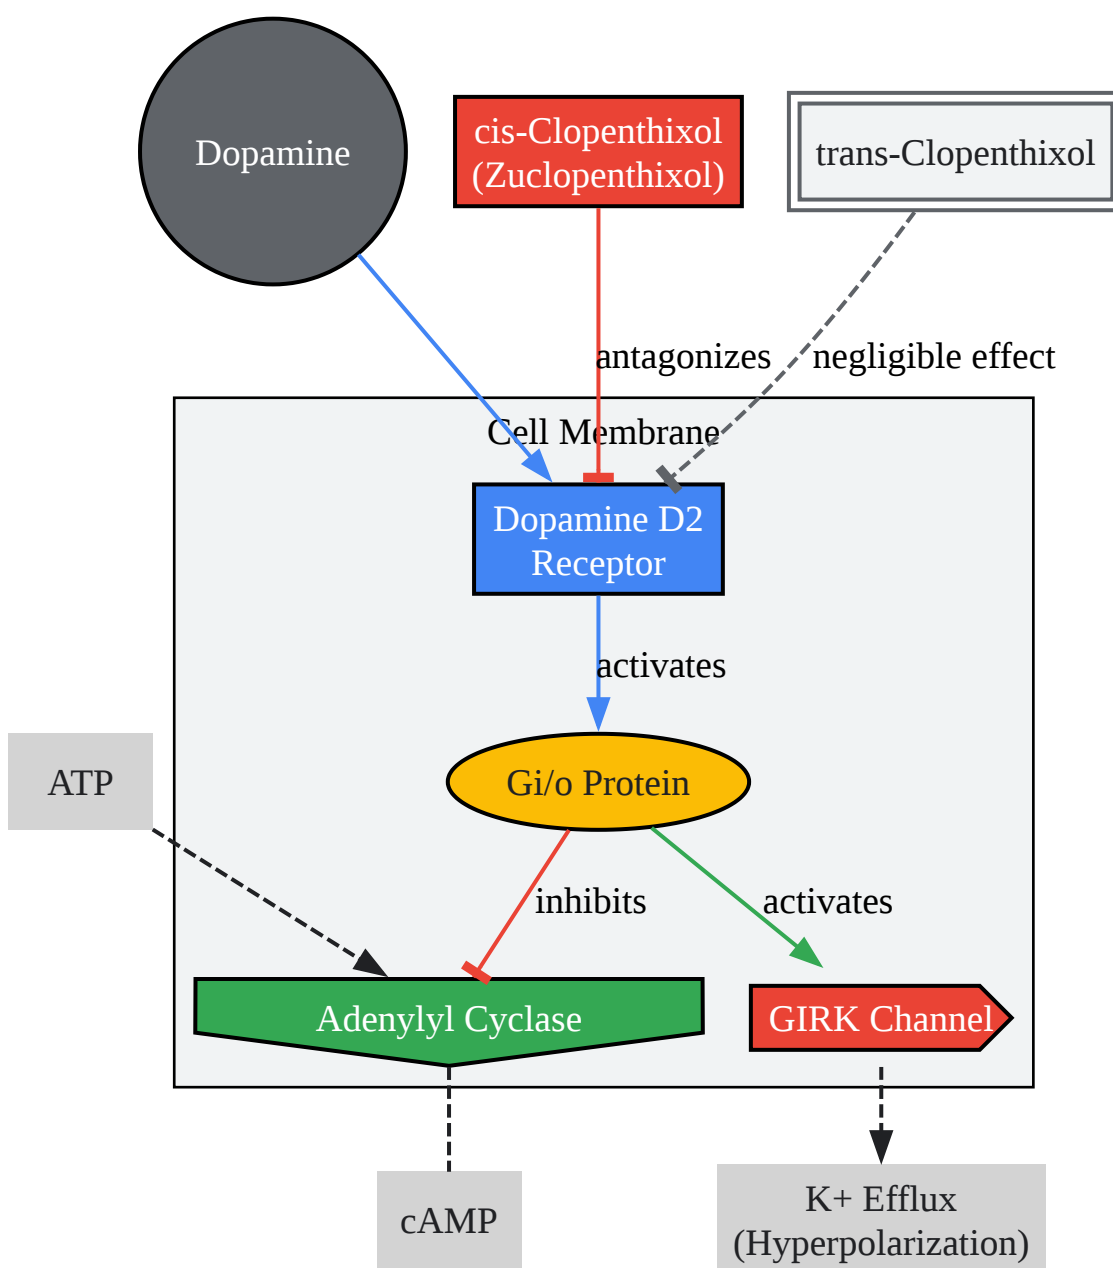 Dopamine
cis-Clopenthixol
(Zuclopenthixol)
trans-Clopenthixol
antagonizes
negligible effect
Cell Membrane
Dopamine D2
Receptor
activates
ATP
Gi/o Protein
inhibits
activates
Adenylyl Cyclase
GIRK Channel
cAMP
K+ Efflux
(Hyperpolarization)